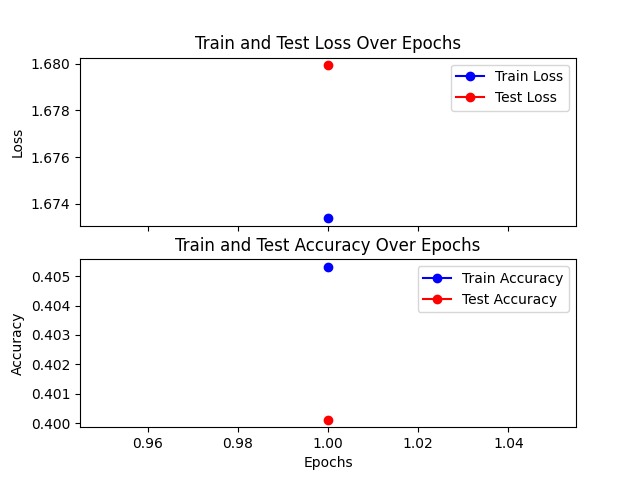 Train and Test Loss Over Epochs
1.680
1.678
1.676
1.674
Loss
Train Loss
Test Loss
Train and Test Accuracy Over Epochs
0.405
0.404
0.403
0.402
0.401
0.400
Accuracy
Train Accuracy
Test Accuracy
0.96 0.98 1.00 1.02 1.04
Epochs